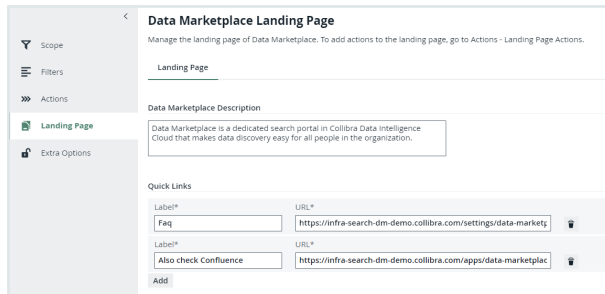 Data Marketplace Landing Page
Manage the landing page of Data Marketplace. To add actions to the landing page, go to Actions - Landing Page Actions.
Scope
Filters
Actions
Landing Page
Extra Options
Landing Page
Data Marketplace Description
Data Marketplace is a dedicated search portal in Collibra Data Intelligence
Cloud that makes data discovery easy for all people in the organization.
Quick Links
Label* URL*
Faq https://infra-search-dm-demo.collibra.com/settings/data-marketp
Label* URL*
Also check Confluence https://infra-search-dm-demo.collibra.com/apps/data-marketplac
Add